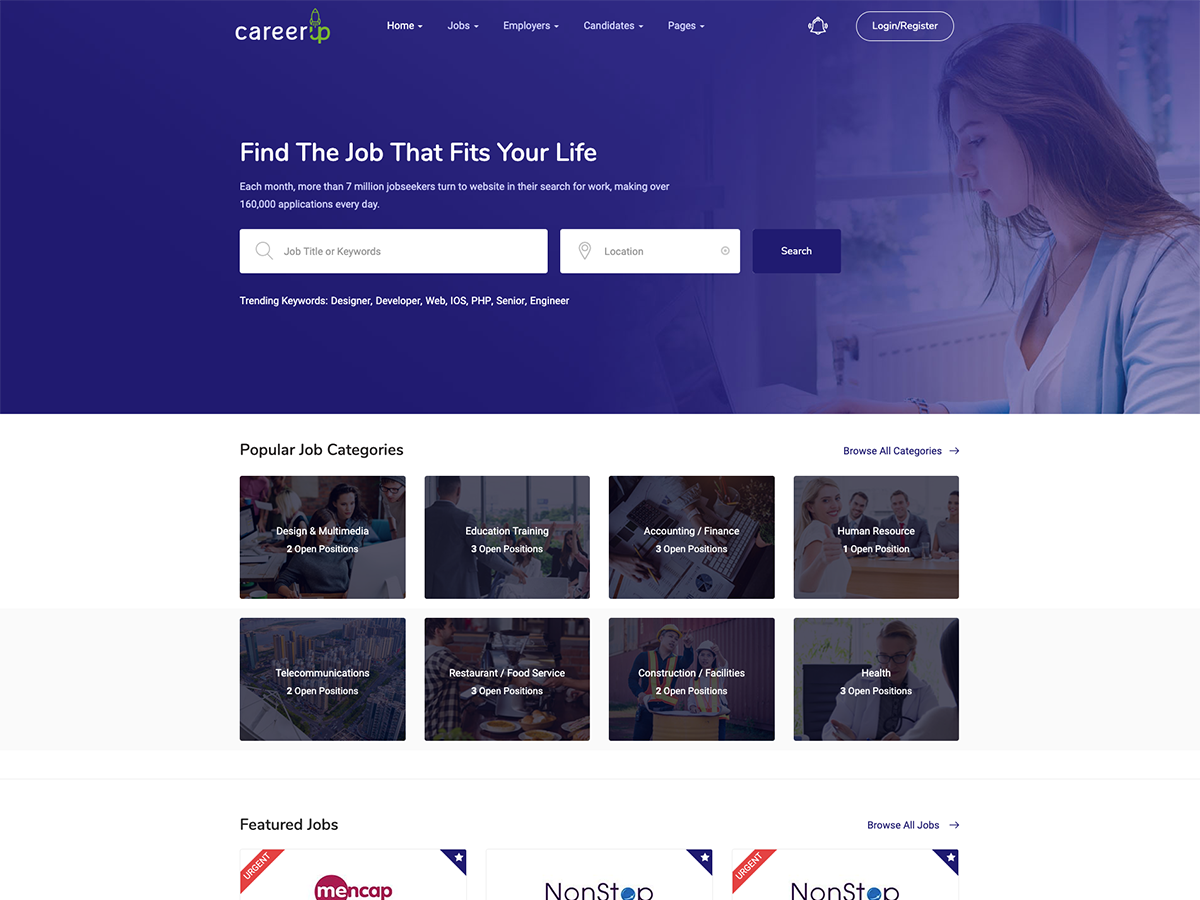 careerup
Home Jobs Employers Candidates Pages Login/Register
Find The Job That Fits Your Life
Each month, more than 7 million jobseekers turn to website in their search for work, making over
160,000 applications every day.
Job Title or Keywords Location Search
Trending Keywords: Designer, Developer, Web, IOS, PHP, Senior, Engineer
Popular Job Categories Browse All Categories →
Design & Multimedia Education Training Accounting / Finance Human Resource
2 Open Positions 3 Open Positions 3 Open Positions 1 Open Position
Telecommunications Restaurant / Food Service Construction / Facilities Health
2 Open Positions 3 Open Positions 2 Open Positions 3 Open Positions
Featured Jobs Browse All Jobs →
URGENT URGENT
mencap NonStop NonStop